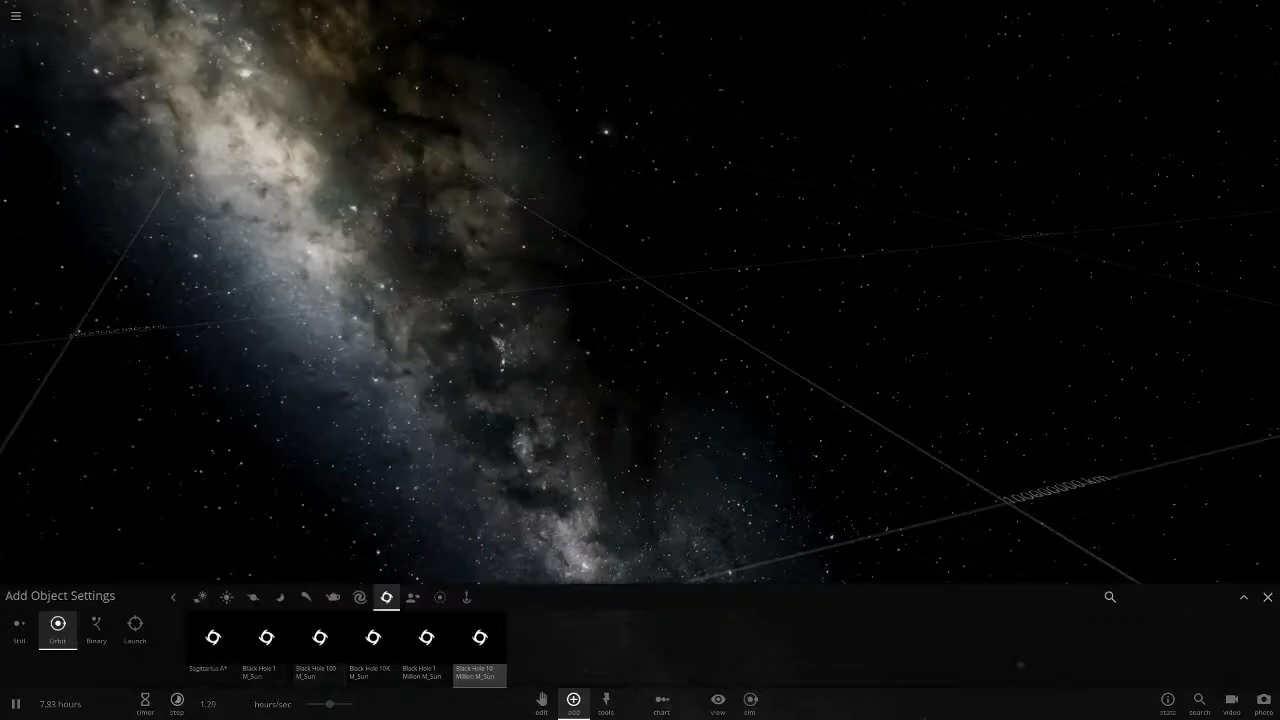 Add Object Settings
Still
Orbit
Binary
Launch
Sagittarius A*
Black Hole 1
M_Sun
Black Hole 100
M_Sun
Black Hole 10K
M_Sun
Black Hole 1
Million M_Sun
Black Hole 10
Million M_Sun
7.93 hours
timer
step
1.20
hours/sec
edit
add
tools
chart
view
sim
stats
search
video
photo